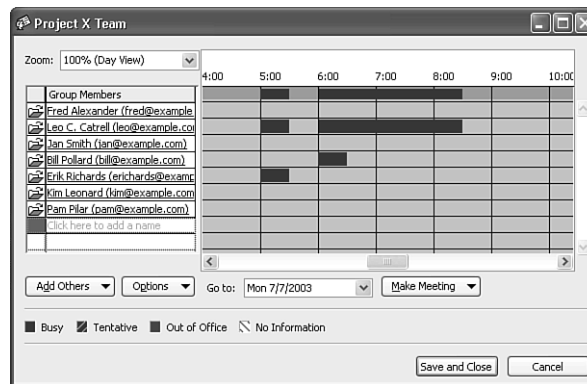 Project X Team
Zoom: 100% (Day View)
4:00 5:00 6:00 7:00 8:00 9:00 10:00
Group Members
Fred Alexander (fred@example
Leo C. Catrell (leo@example.com
Jan Smith (jan@example.com)
Bill Pollard (bill@example.com)
Erik Richards (erichards@examp
Kim Leonard (kim@example.com
Pam Pilar (pam@example.com)
Click here to add a name
Add Others Options Go to: Mon 7/7/2003 Make Meeting
Busy Tentative Out of Office No Information
Save and Close Cancel